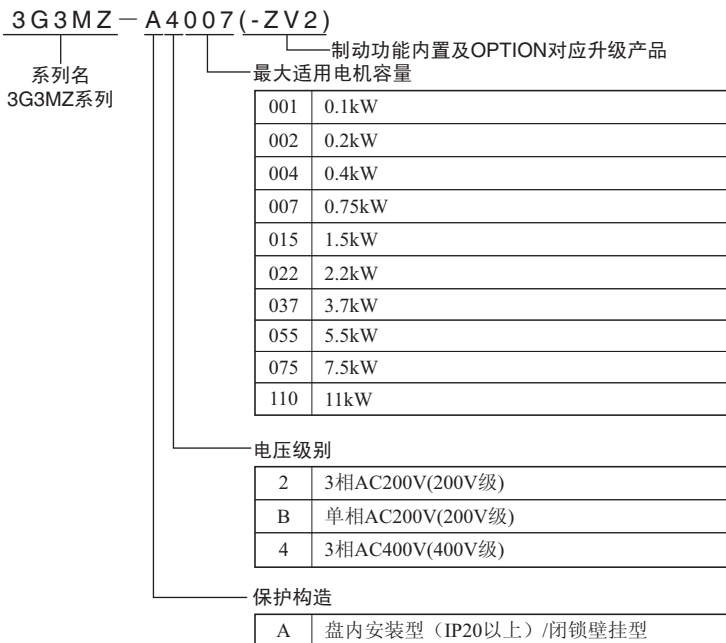 3G3MZ－A4007(-ZV2)
制动功能内置及OPTION对应升级产品
系列名
3G3MZ系列
最大适用电机容量
001 0.1kW
002 0.2kW
004 0.4kW
007 0.75kW
015 1.5kW
022 2.2kW
037 3.7kW
055 5.5kW
075 7.5kW
110 11kW
电压级别
2 3相AC200V(200V级)
B 单相AC200V(200V级)
4 3相AC400V(400V级)
保护构造
A 盘内安装型（IP20以上）/闭锁壁挂型